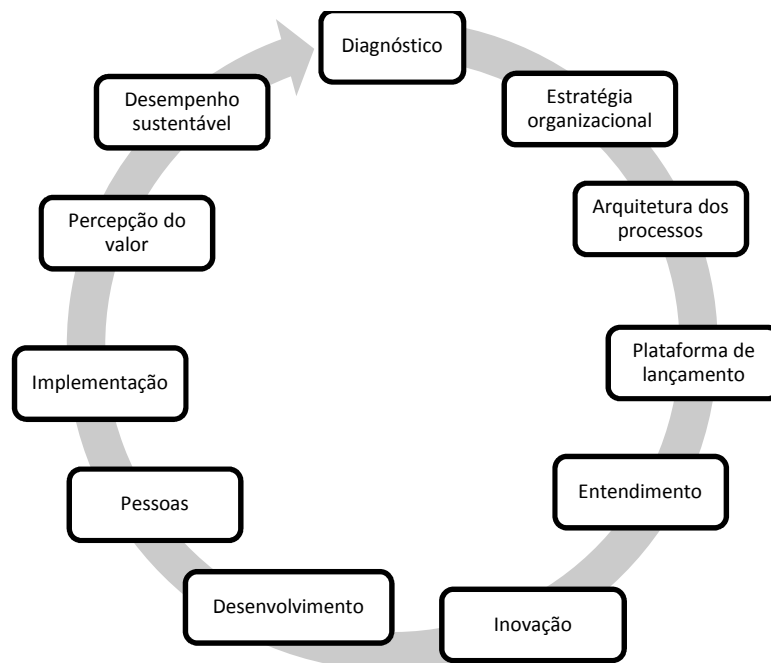 Diagnóstico
Estratégia
organizacional
Arquitetura dos
processos
Plataforma de
lançamento
Entendimento
Inovação
Desenvolvimento
Pessoas
Implementação
Percepção do
valor
Desempenho
sustentável